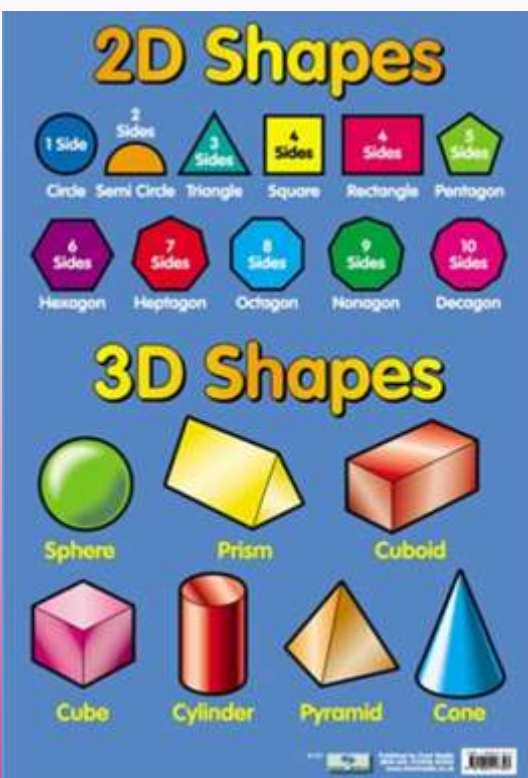 2D Shapes
1 Side
2
Sides
3
Sides
4
Sides
4
Sides
5
Sides
Circle Semi Circle Triangle Square Rectangle Pentagon
6
Sides
7
Sides
8
Sides
9
Sides
10
Sides
Hexagon Heptagon Octagon Nonagon Decagon
3D Shapes
Sphere Prism Cuboid
Cube Cylinder Pyramid Cone